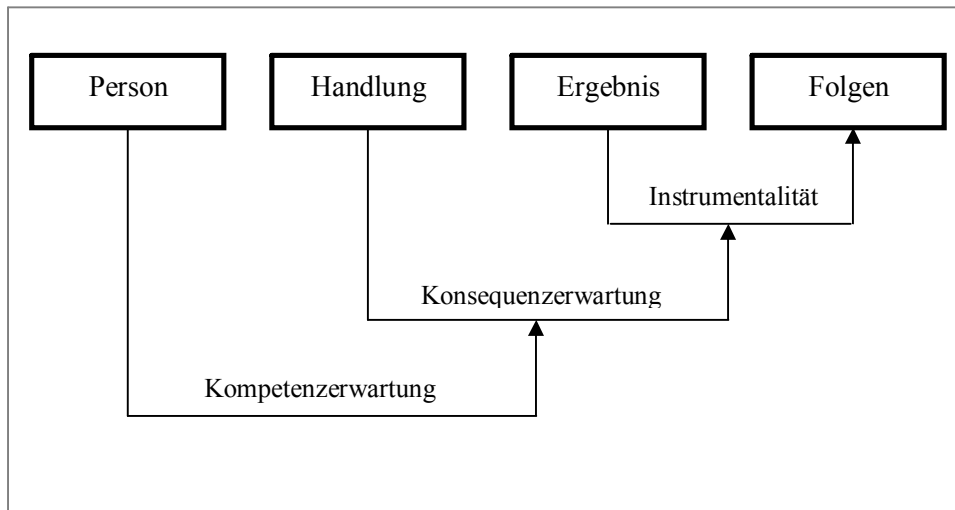 Person Handlung Ergebnis Folgen
Instrumentalität
Konsequenzerwartung
Kompetenzerwartung